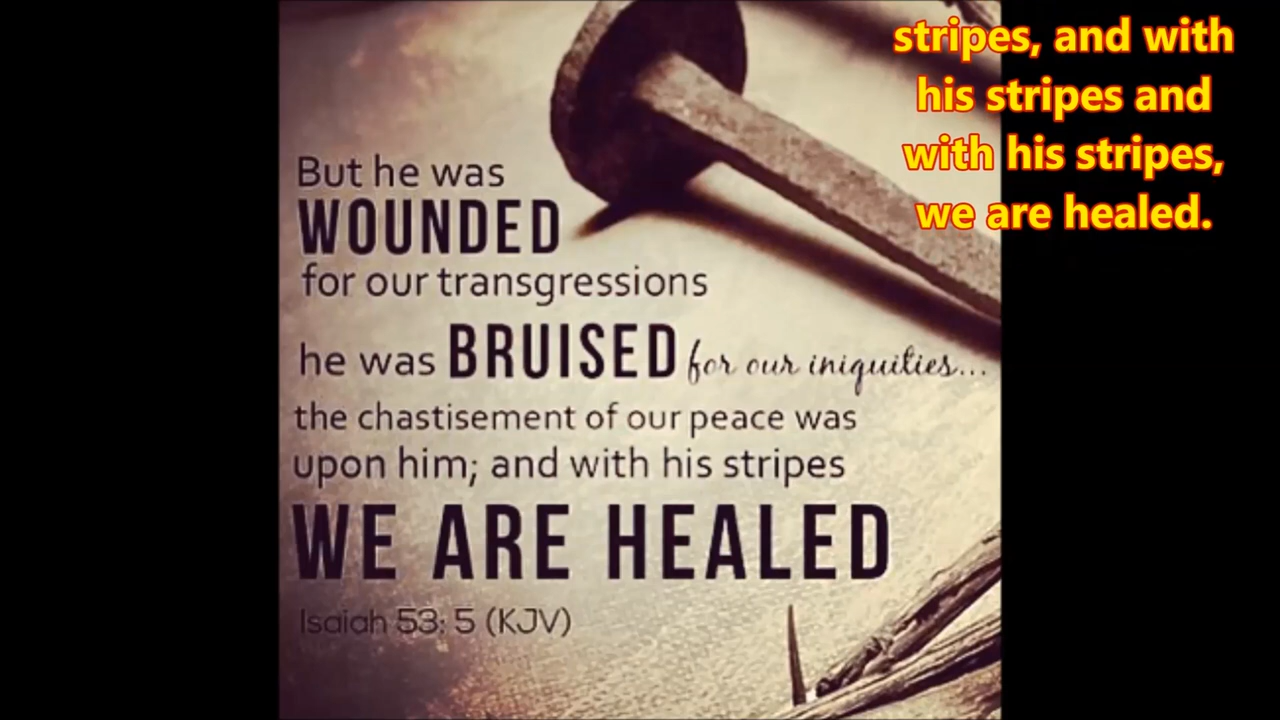 stripes, and with
his stripes and
with his stripes,
we are healed.
But he was
WOUNDED
for our transgressions
he was BRUISED for our iniquities...
the chastisement of our peace was
upon him; and with his stripes
WE ARE HEALED
Isaiah 53: 5 (KJV)